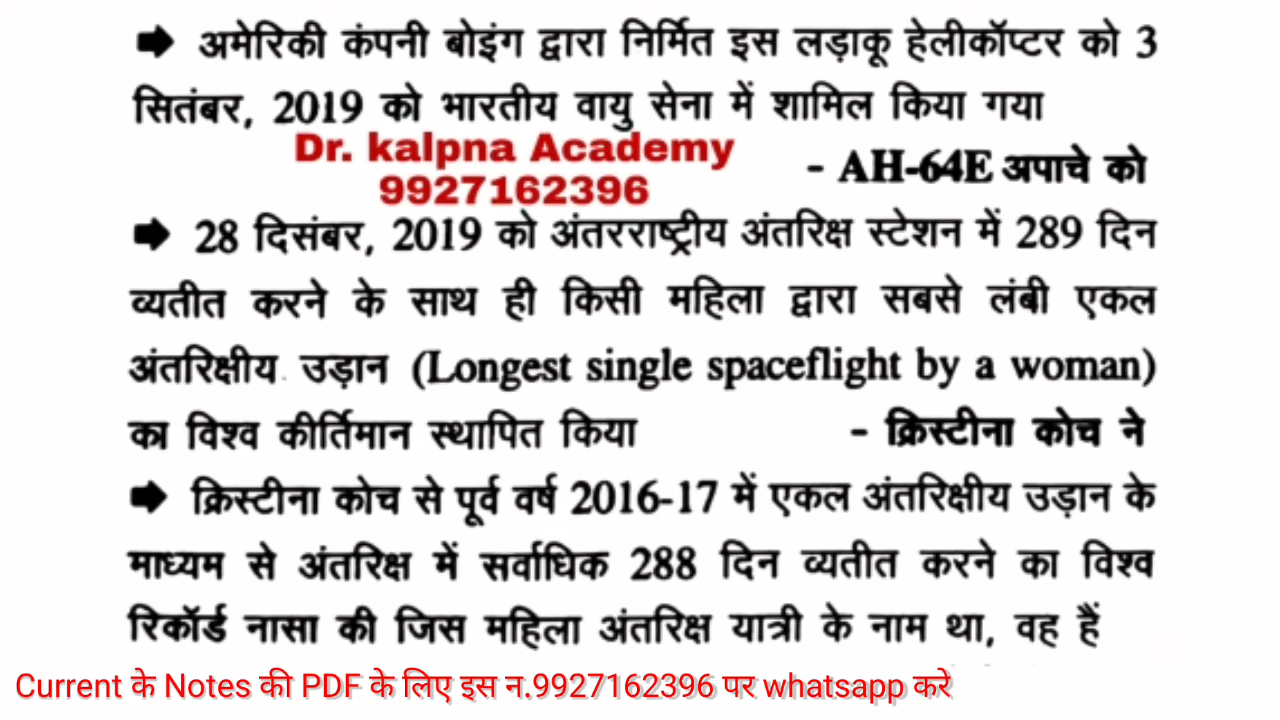 ➡ अमेरिकी कंपनी बोइंग द्वारा निर्मित इस लड़ाकू हेलीकॉप्टर को 3
सितंबर, 2019 को भारतीय वायु सेना में शामिल किया गया
Dr. kalpna Academy
9927162396
- AH-64E अपाचे को
➡ 28 दिसंबर, 2019 को अंतरराष्ट्रीय अंतरिक्ष स्टेशन में 289 दिन
व्यतीत करने के साथ ही किसी महिला द्वारा सबसे लंबी एकल
अंतरिक्षीय उड़ान (Longest single spaceflight by a woman)
का विश्व कीर्तिमान स्थापित किया - क्रिस्टीना कोच ने
➡ क्रिस्टीना कोच से पूर्व वर्ष 2016-17 में एकल अंतरिक्षीय उड़ान के
माध्यम से अंतरिक्ष में सर्वाधिक 288 दिन व्यतीत करने का विश्व
रिकॉर्ड नासा की जिस महिला अंतरिक्ष यात्री के नाम था, वह हैं
Current के Notes की PDF के लिए इस न.9927162396 पर whatsapp करे